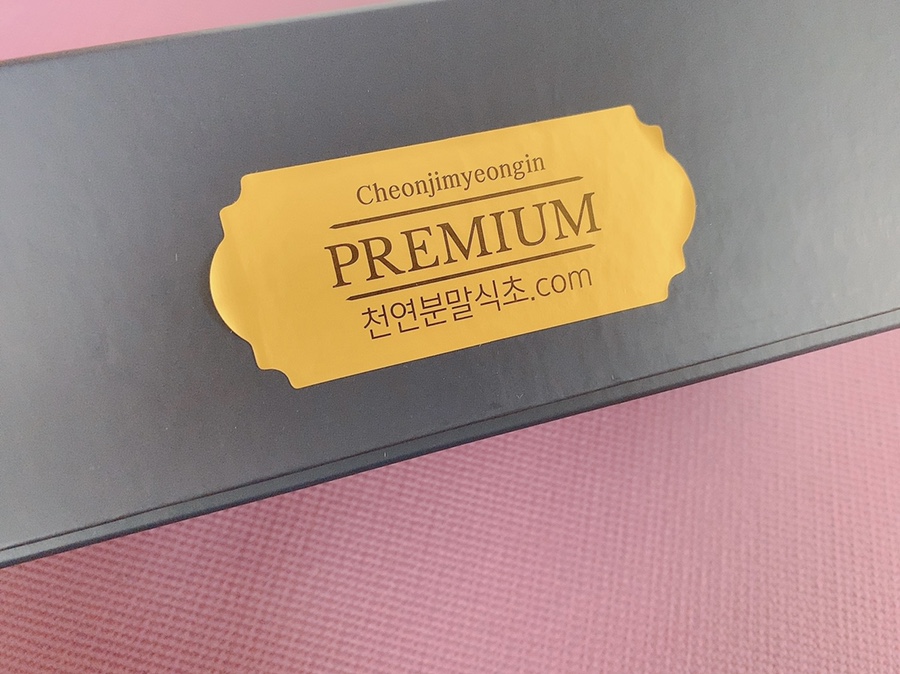 Cheonjimyeongin
PREMIUM
천연분말식초.com